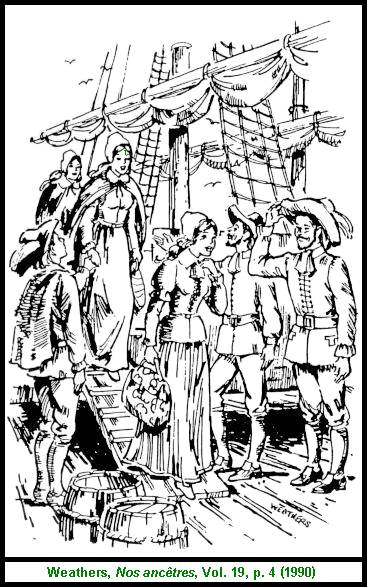 WEATHERS
Weathers, Nos ancêtres, Vol. 19, p. 4 (1990)